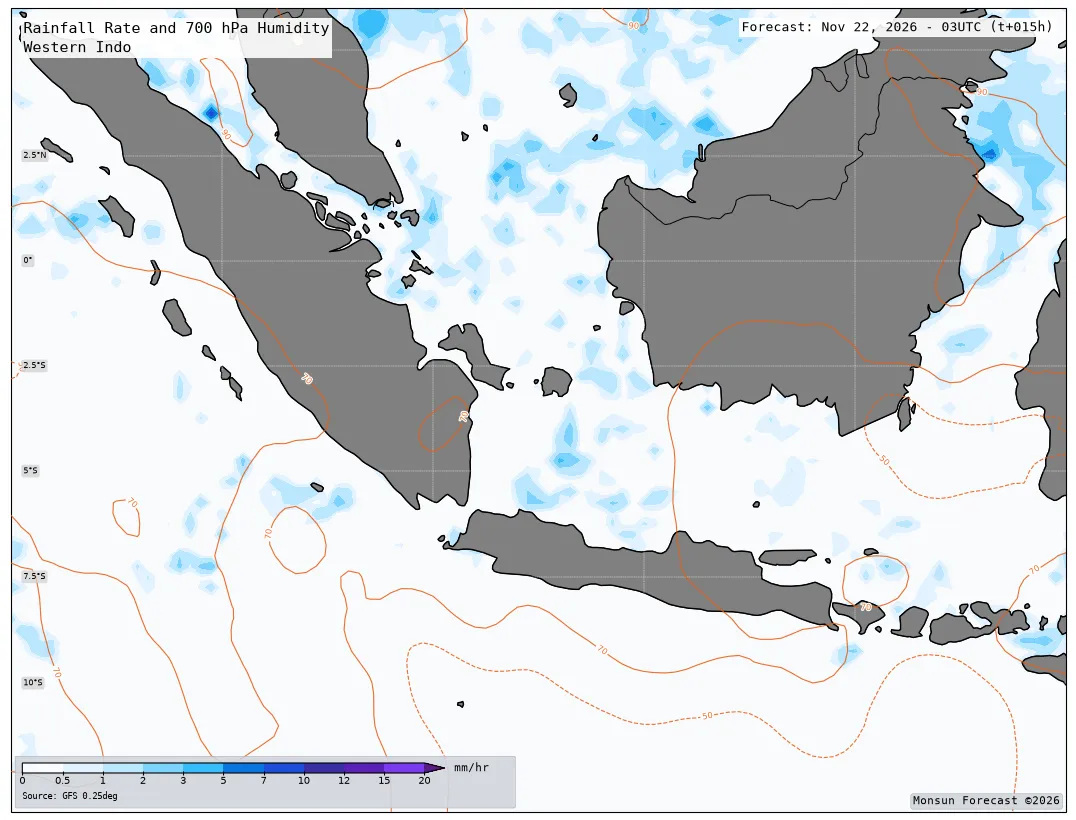 Rainfall Rate and 700 hPa Humidity
Western Indo
Forecast: Nov 22, 2026 - 03UTC (t+015h)
90
90
90
2.5°N
0°
2.5°S
70
70
50
5°S
70
70
7.5°S
70
70
70
70
10°S
50
0 0.5 1 2 3 5 7 10 12 15 20 mm/hr
Source: GFS 0.25deg
Monsun Forecast ©2026